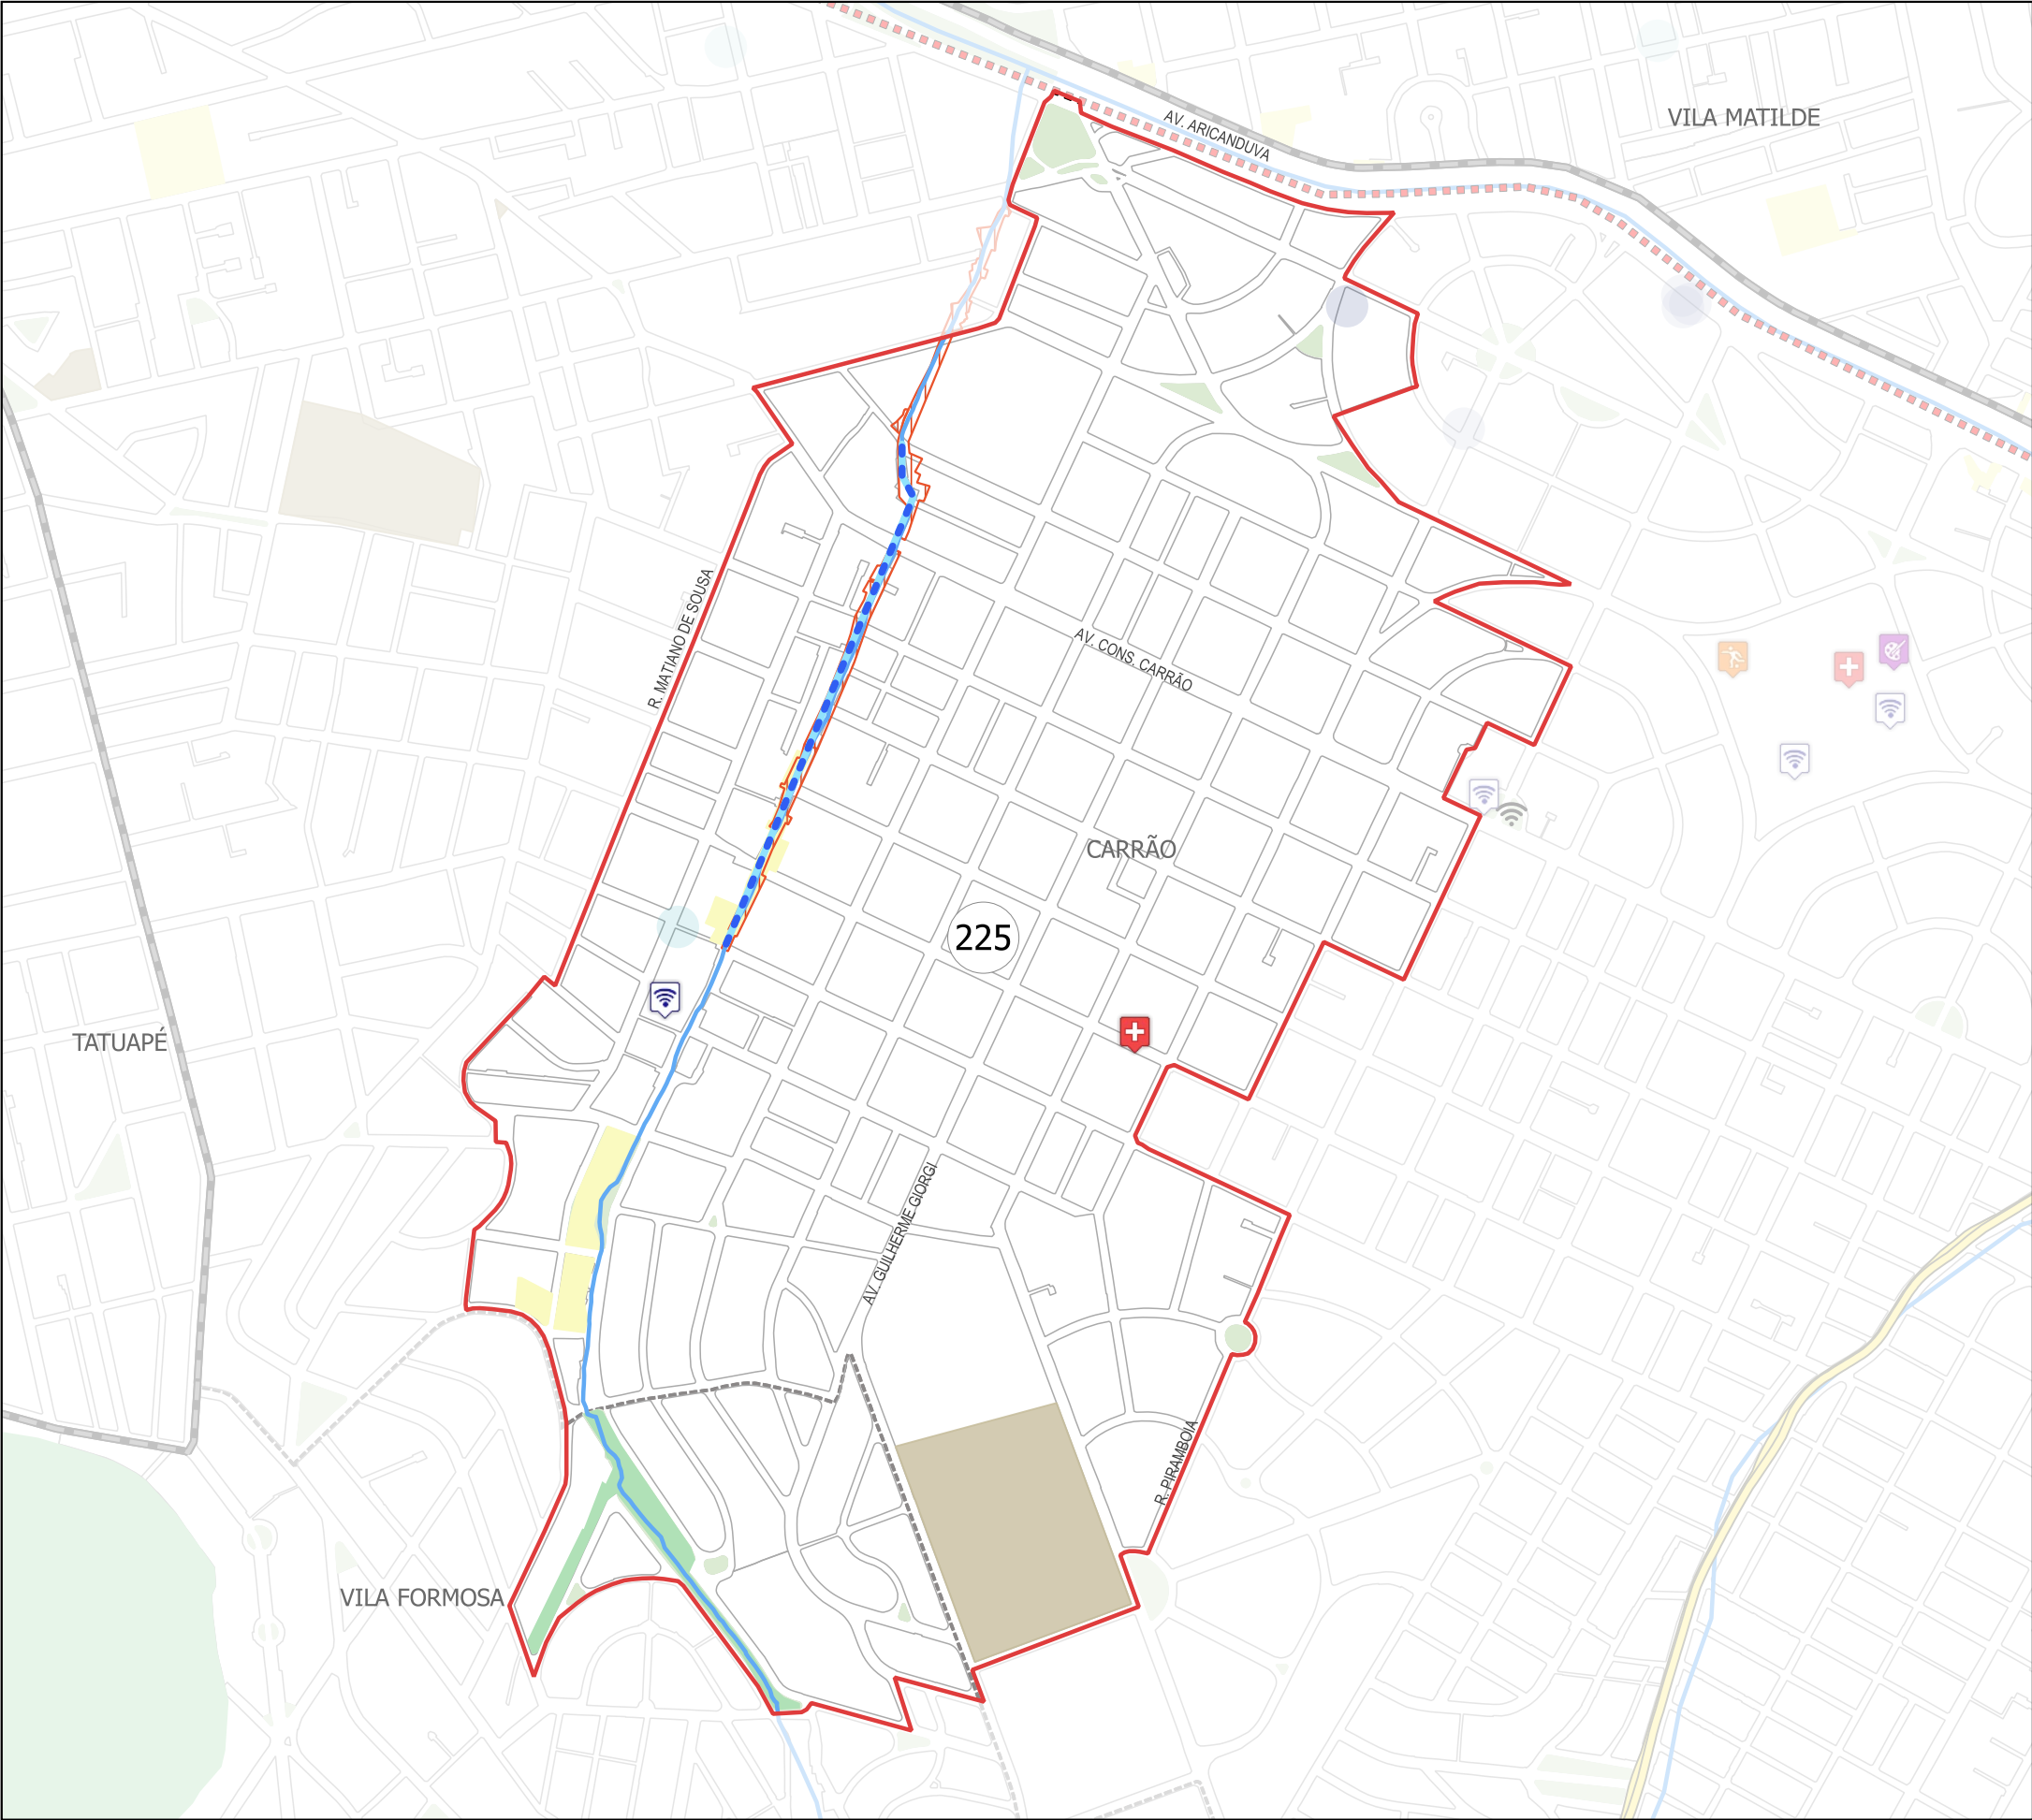 VILA MATILDE
AV. ARICANDUVA
R. MATIANO DE SOUSA
AV. CONS. CARRÃO
CARRÃO
225
TATUAPÉ
AV. GUILHERME GIORGI
R. PIRAMBOIA
VILA FORMOSA